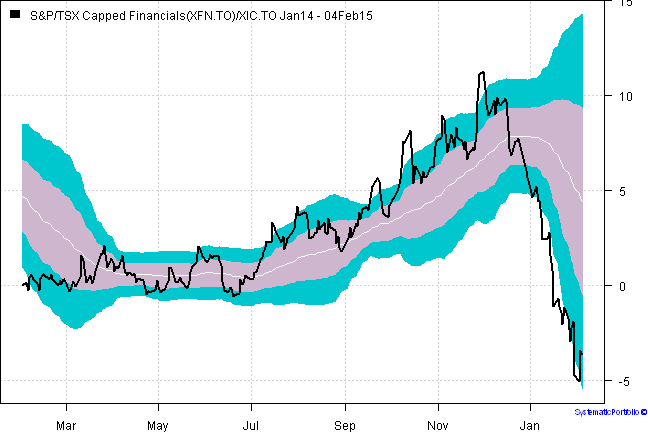 S&P/TSX Capped Financials(XFN.TO)/XIC.TO Jan14 - 04Feb15
15
10
5
0
-5
Mar May Jul Sep Nov Jan
SystematicPortfolio ©